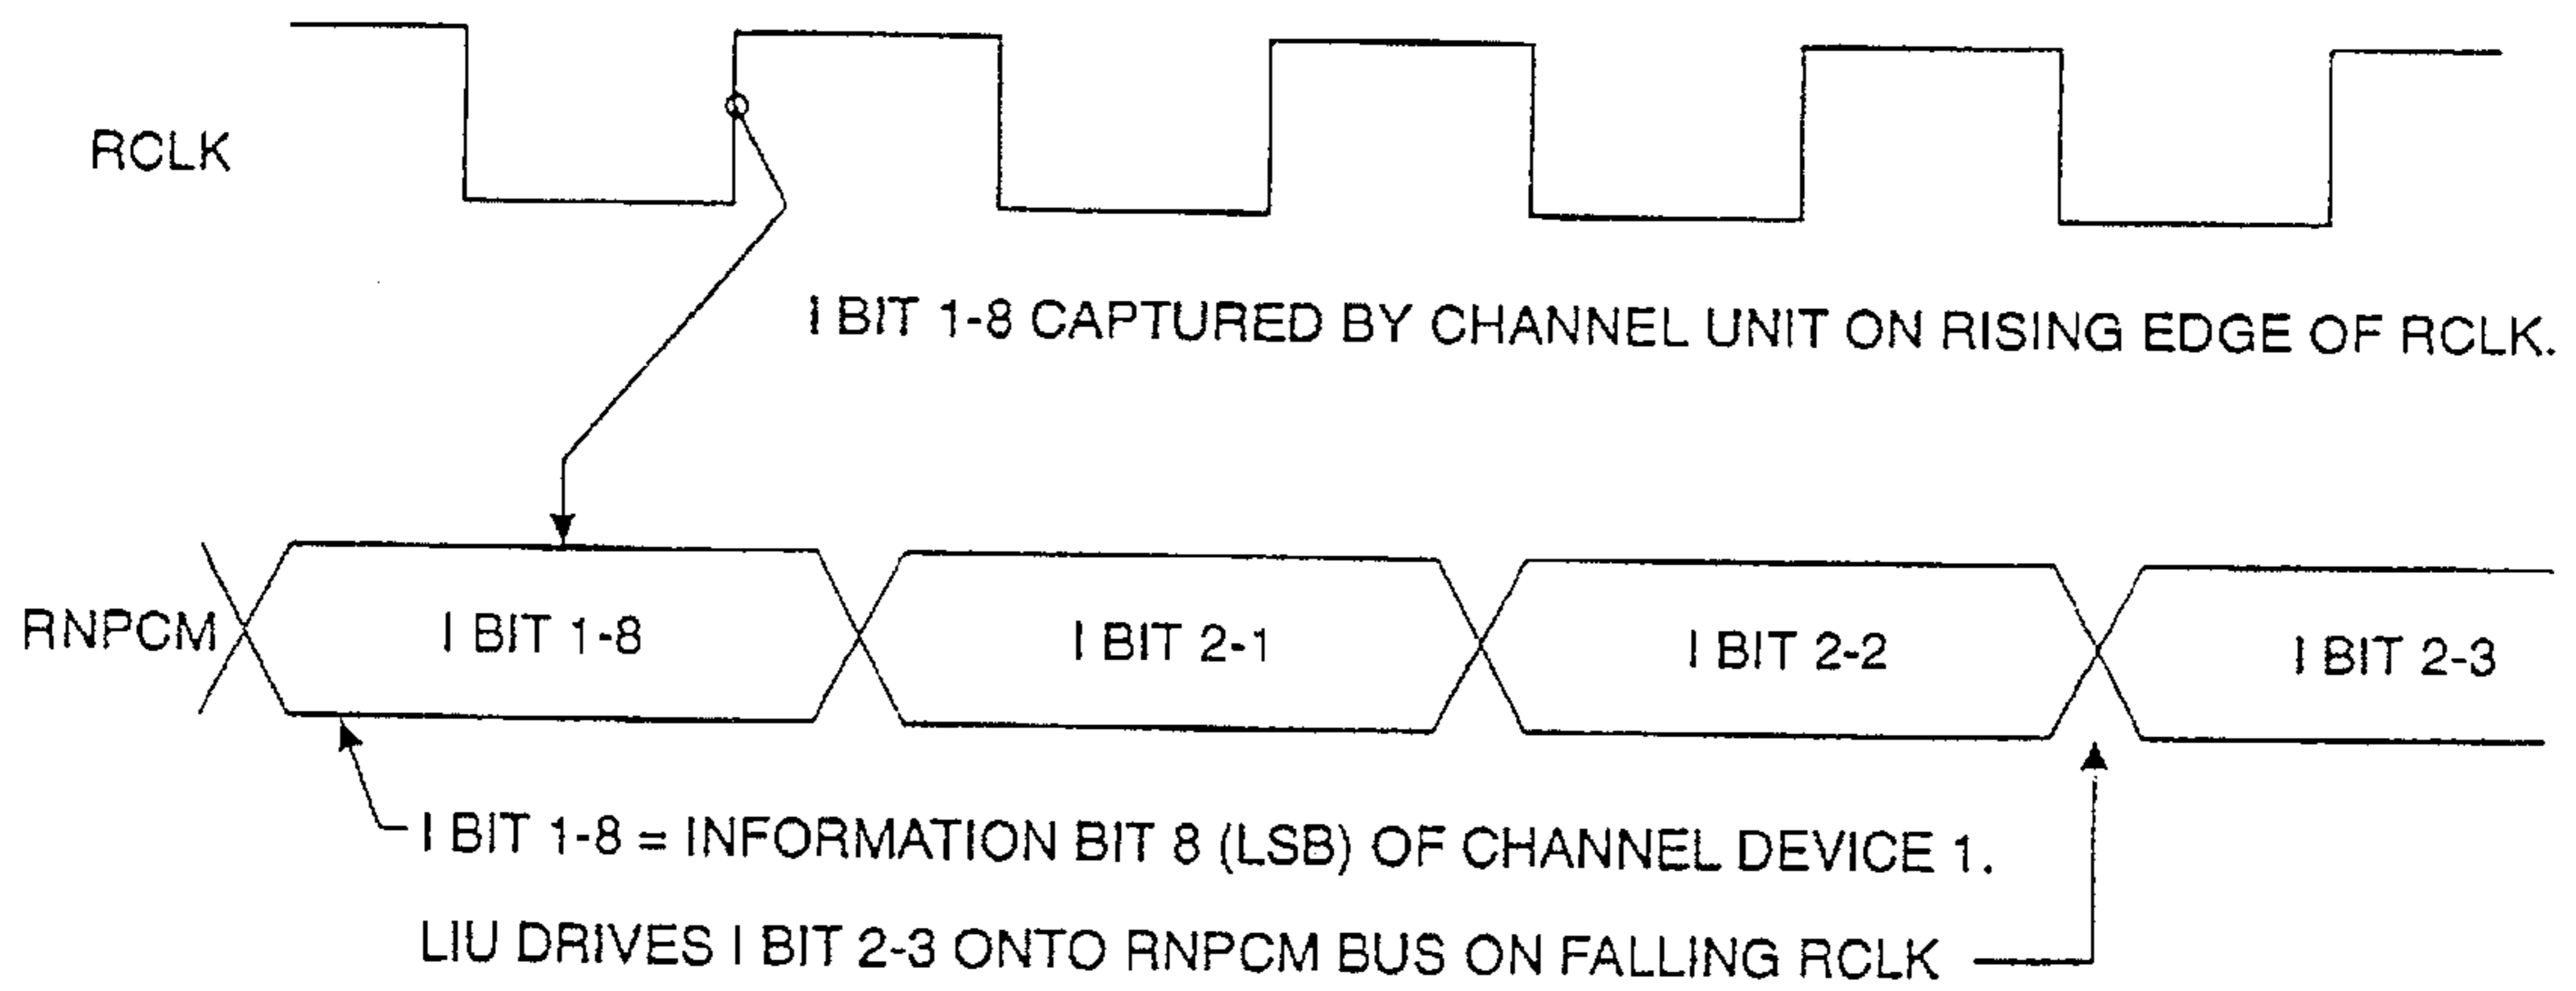 RCLK
I BIT 1-8 CAPTURED BY CHANNEL UNIT ON RISING EDGE OF RCLK.
RNPCM
I BIT 1-8
I BIT 2-1
I BIT 2-2
I BIT 2-3
I BIT 1-8 = INFORMATION BIT 8 (LSB) OF CHANNEL DEVICE 1.
LIU DRIVES I BIT 2-3 ONTO RNPCM BUS ON FALLING RCLK